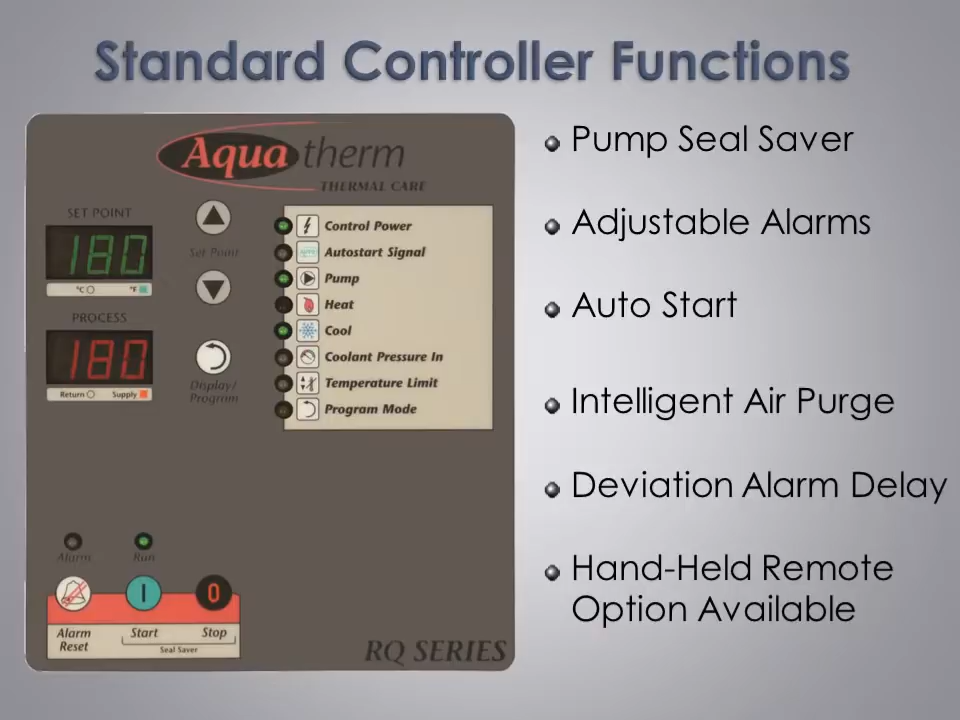 Standard Controller Functions
Aqua therm
THERMAL CARE
SET POINT
180
°C °F
Set Point
PROCESS
180
Return Supply
Display/
Program
Control Power
Autostart Signal
Pump
Heat
Cool
Coolant Pressure In
Temperature Limit
Program Mode
Alarm Run
I 0
Alarm
Reset
Start Stop
Seal Saver
RQ SERIES
Pump Seal Saver
Adjustable Alarms
Auto Start
Intelligent Air Purge
Deviation Alarm Delay
Hand-Held Remote
Option Available